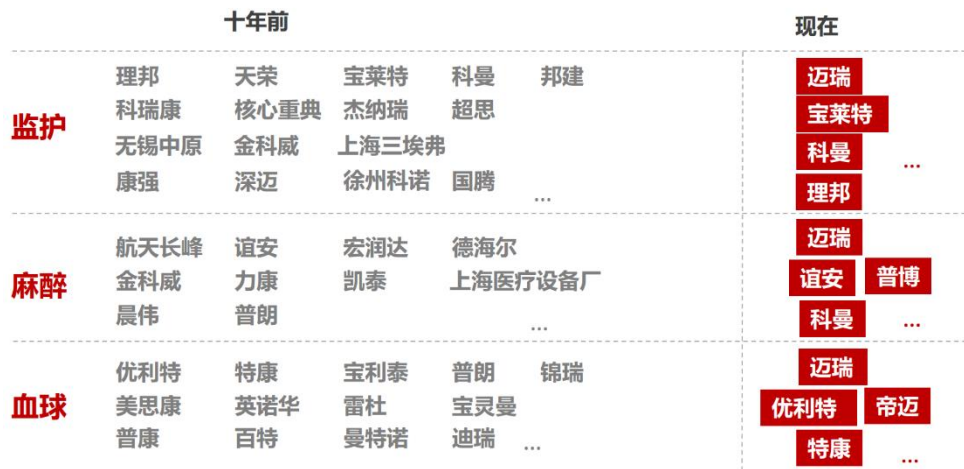 十年前 现在
理邦 天荣 宝莱特 科曼 邦健 迈瑞
科瑞康 核心重典 杰纳瑞 超思 宝莱特
监护
无锡中原 金科威 上海三埃弗 科曼 ...
康强 深迈 徐州科诺 国腾 ... 理邦
航天长峰 谊安 宏润达 德海尔 迈瑞
麻醉 金科威 力康 凯泰 上海医疗设备厂 谊安 普博
晨伟 普朗 ... 科曼 ...
优利特 特康 宝利泰 普朗 锦瑞 迈瑞
血球 美思康 英诺华 雷杜 宝灵曼 优利特 帝迈
普康 百特 曼特诺 迪瑞 ... 特康 ...